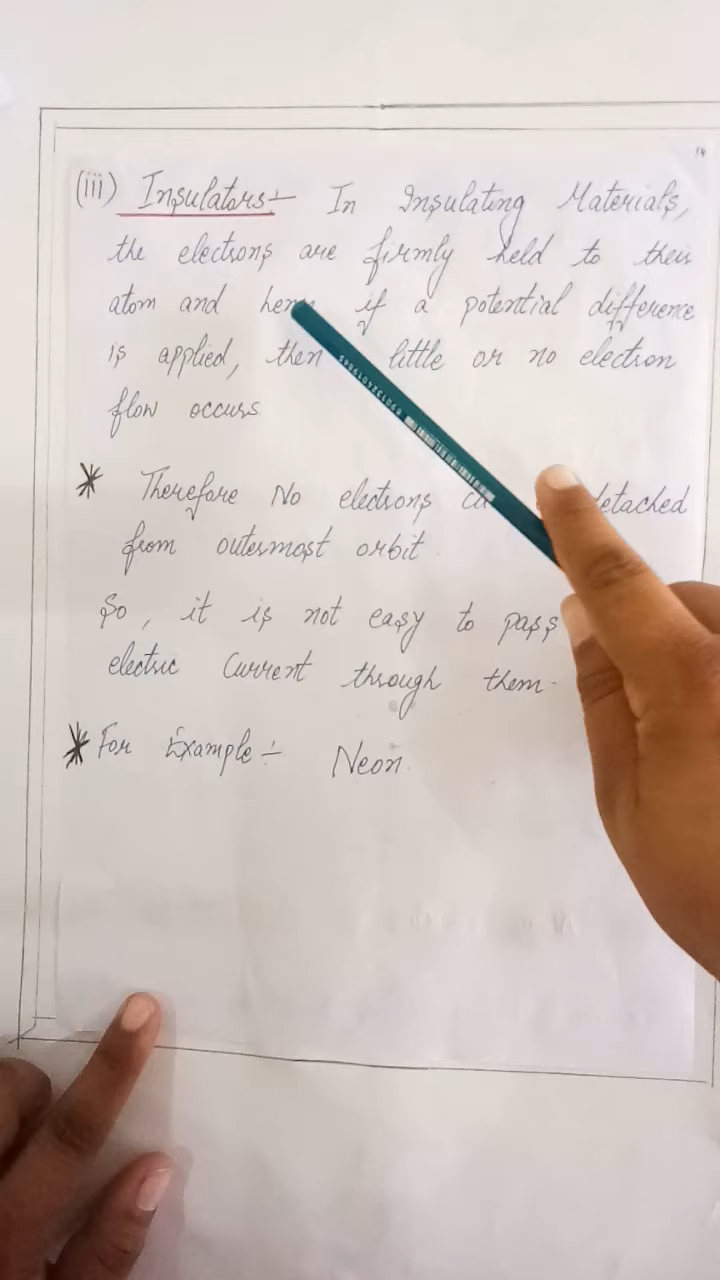 14
(iii) Insulators:- In Insulating Materials,
the electrons are firmly held to their
atom and if a potential difference
is applied, then little or no electron
flow occurs
* Therefore No electrons detached
from outermost orbit.
So, it is not easy to pass
electric Current through them.
* For Example:- Neon.